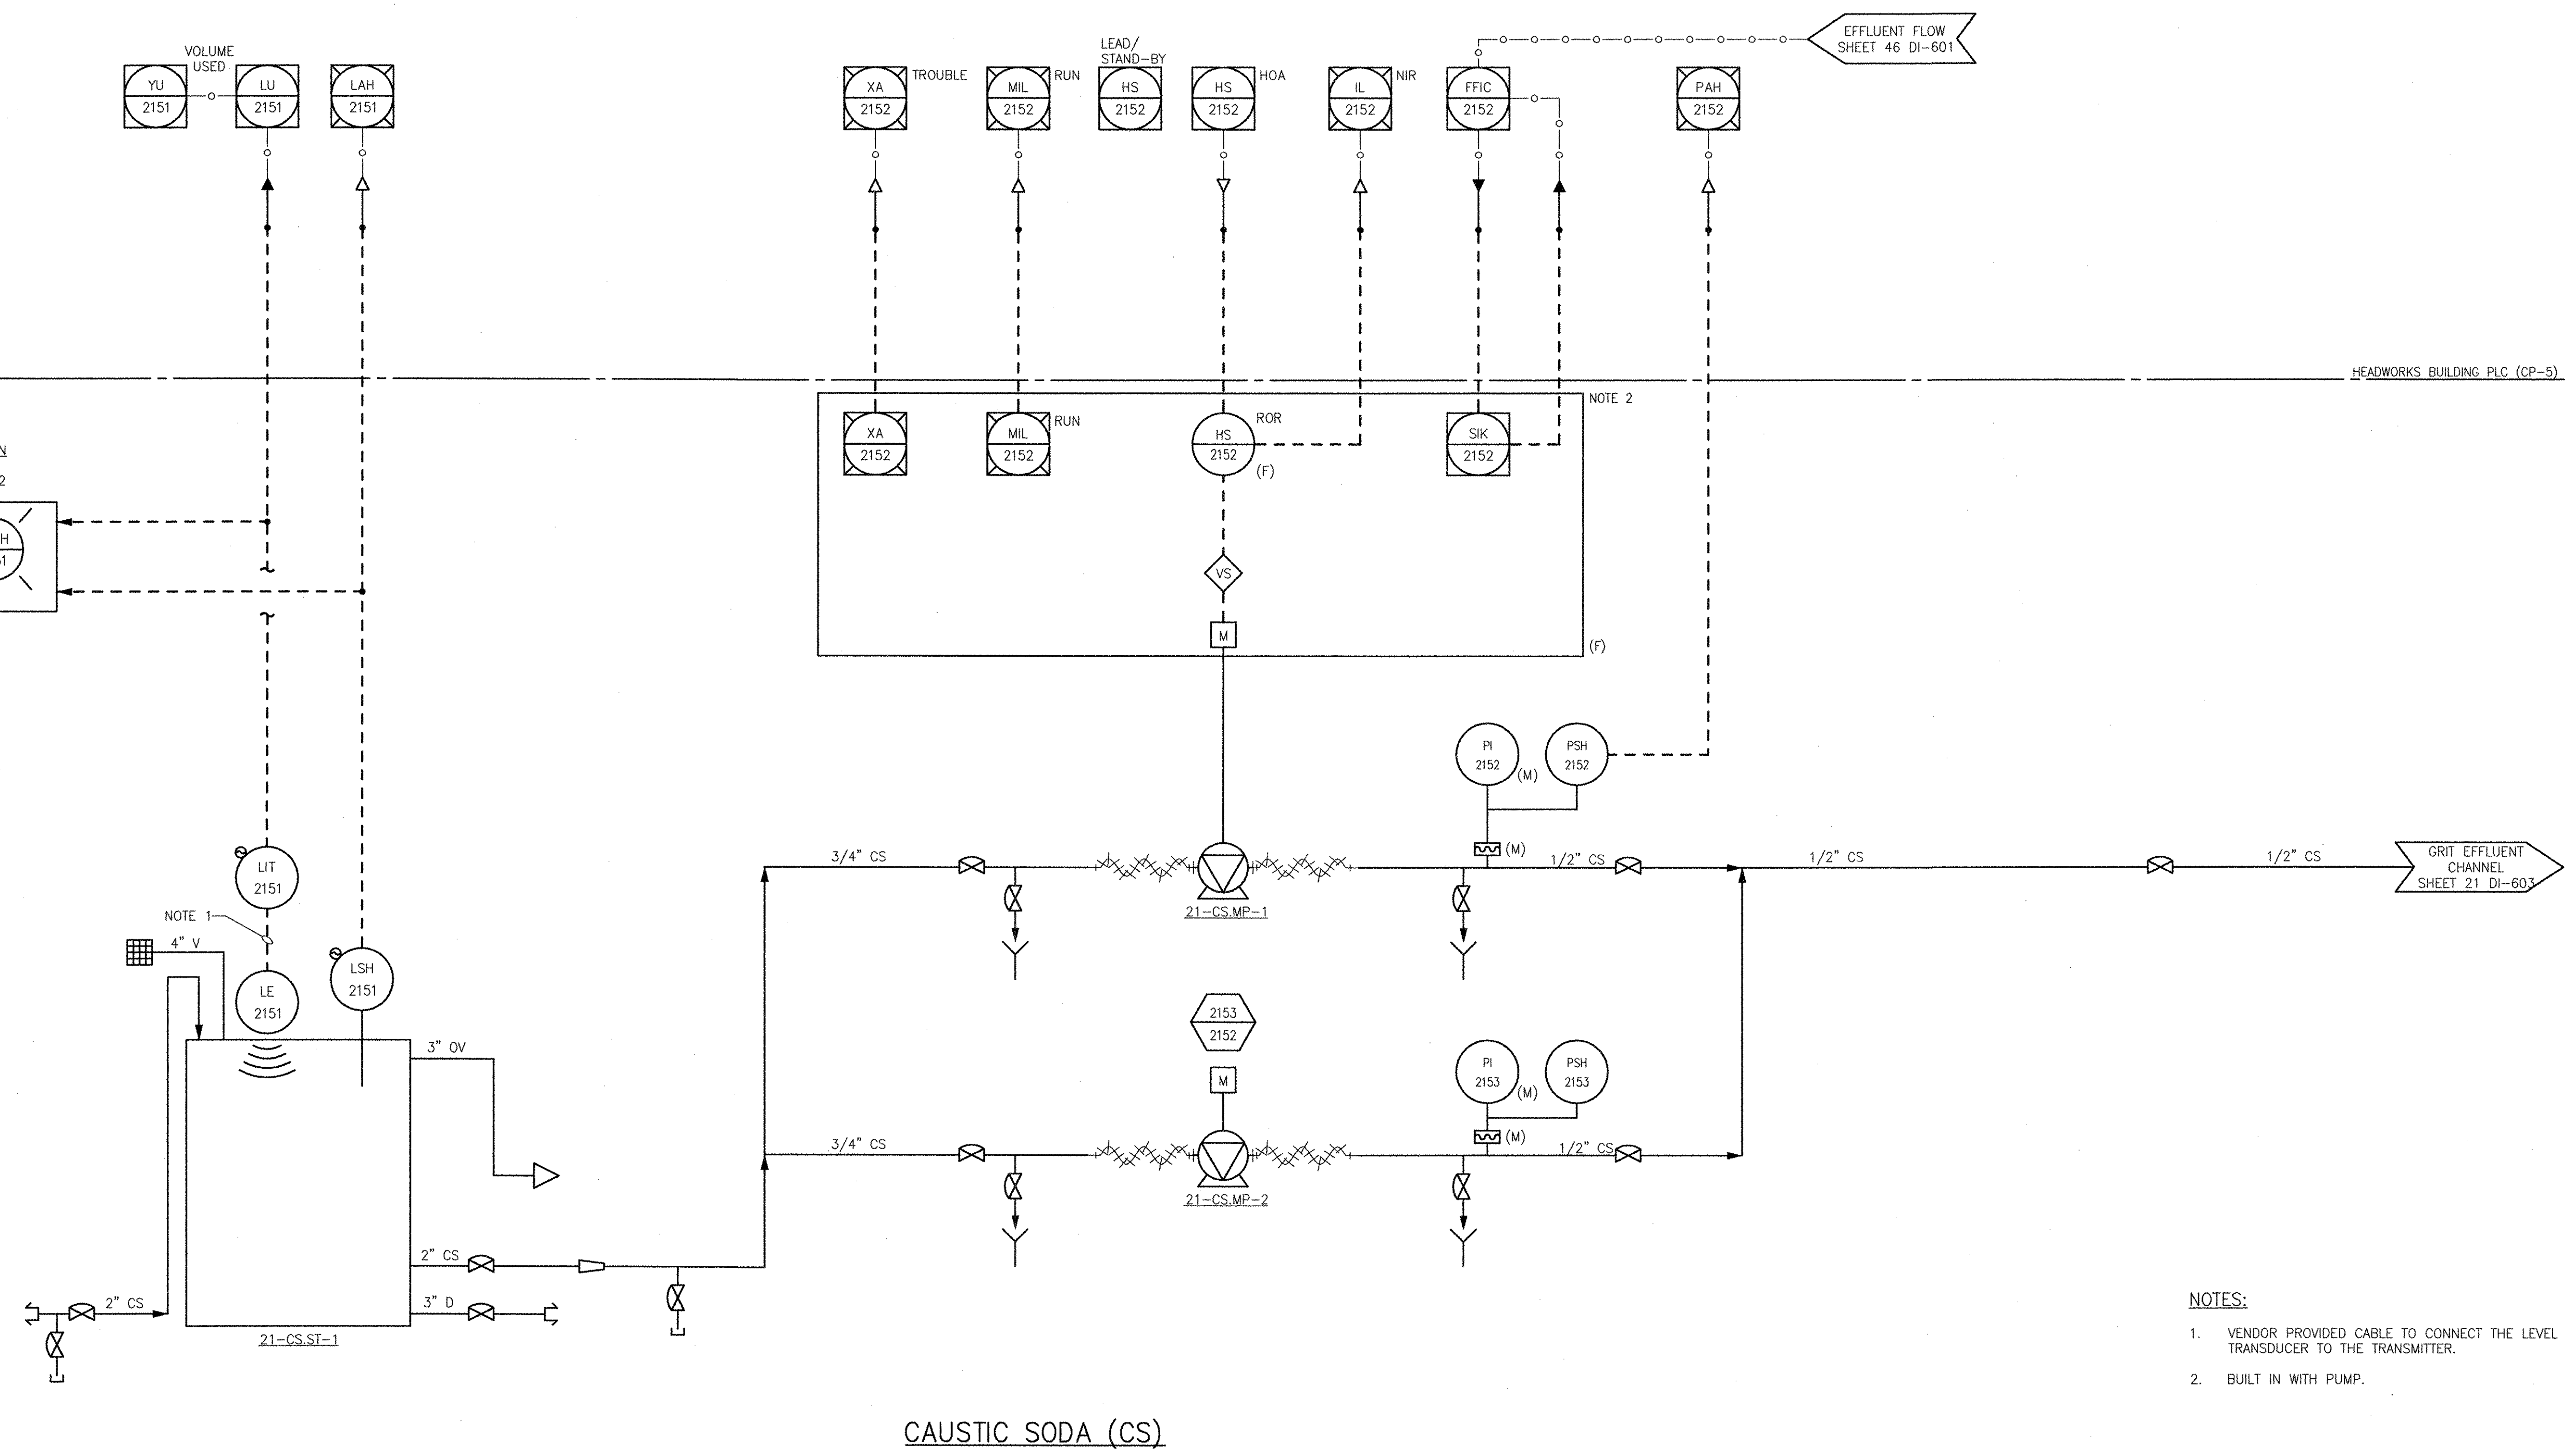 EFFLUENT FLOW
SHEET 46 DI-601
VOLUME
USED
YU
2151
LU
2151
LAH
2151
XA
2152
TROUBLE
MIL
2152
RUN
LEAD/
STAND-BY
HS
2152
HS
2152
HOA
IL
2152
NIR
FFIC
2152
PAH
2152
HEADWORKS BUILDING PLC (CP-5)
NOTE 2
XA
2152
MIL
2152
RUN
HS
2152
ROR
(F)
SIK
2152
N
2
H
51
VS
M
(F)
PI
2152
(M)
PSH
2152
(M)
LIT
2151
NOTE 1
4" V
LE
2151
LSH
2151
3/4" CS
21-CS.MP-1
1/2" CS
1/2" CS
1/2" CS
GRIT EFFLUENT
CHANNEL
SHEET 21 DI-603
2153
2152
M
PI
2153
(M)
PSH
2153
(M)
3" OV
3/4" CS
21-CS.MP-2
1/2" CS
2" CS
2" CS
3" D
21-CS.ST-1
NOTES:
1. VENDOR PROVIDED CABLE TO CONNECT THE LEVEL
TRANSDUCER TO THE TRANSMITTER.
2. BUILT IN WITH PUMP.
CAUSTIC SODA (CS)